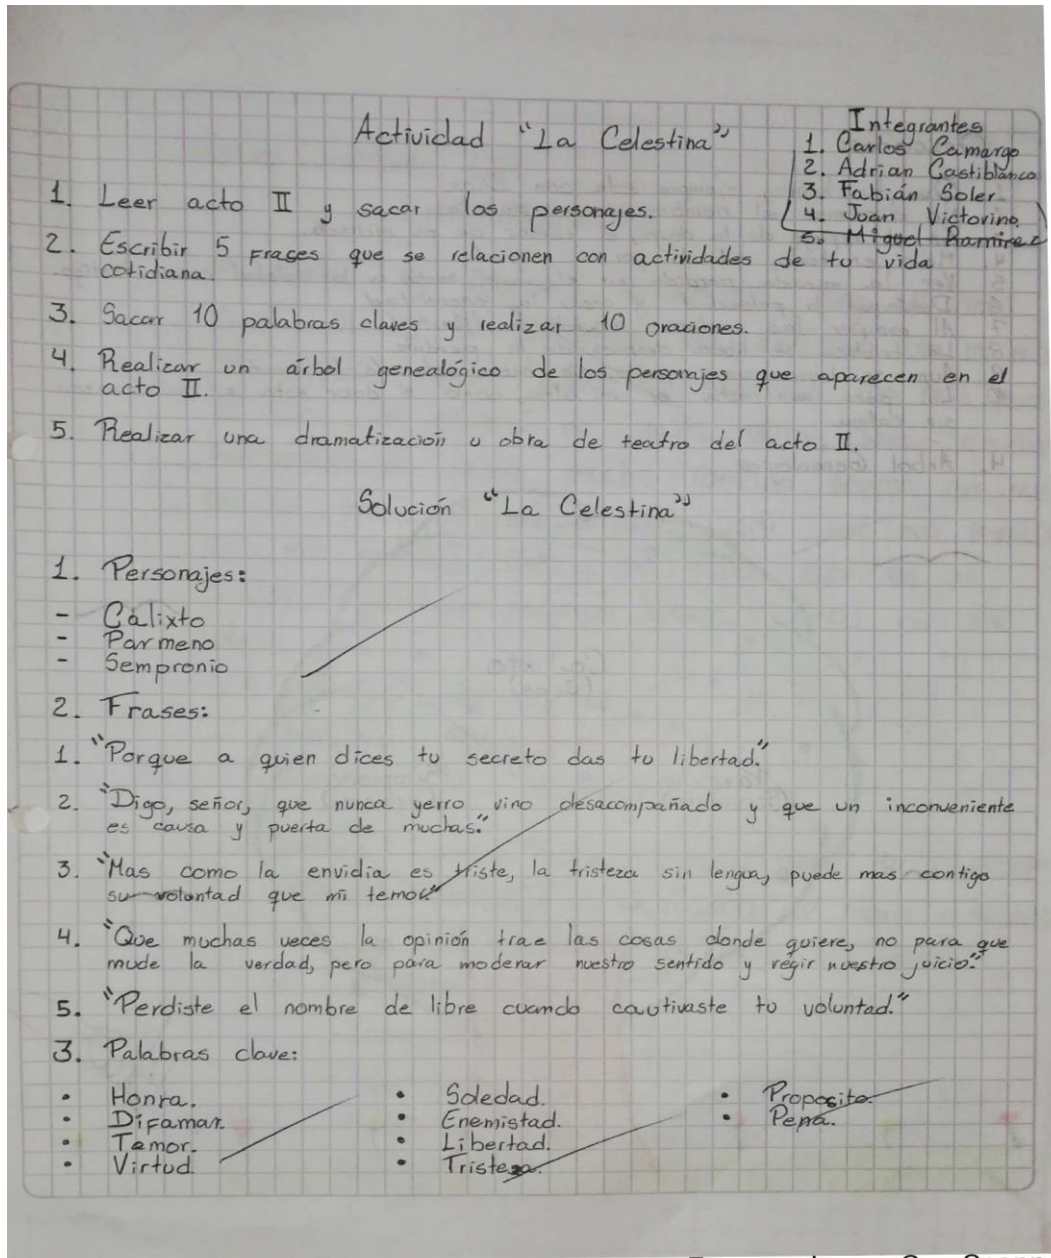 Actividad "La Celestina"
Integrantes
1. Carlos Camargo
2. Adrian Castiblanco
3. Fabián Soler
4. Joan Victorino
5. Miguel Ramirez
1. Leer acto II y sacar los personajes.
2. Escribir 5 Frases que se relacionen con actividades de tu vida
cotidiana.
3. Sacar 10 palabras claves y realizar 10 oraciones.
4. Realizar un árbol genealógico de los personajes que aparecen en el
acto II.
5. Realizar una dramatización u obra de teatro del acto II.
Solución "La Celestina"
1. Personajes:
- Calixto
- Parmeno
- Sempronio
2. Frases:
1. "Porque a quien dices tu secreto das tu libertad."
2. "Digo, señor, que nunca yerro vino desacompañado y que un inconveniente
es causa y puerta de muchas."
3. "Mas como la envidia es triste, la tristeza sin lengua, puede mas contigo
su voluntad que mi temor"
4. "Que muchas veces la opinión trae las cosas donde quiere, no para que
mude la verdad, pero para moderar nuestro sentido y regir nuestro juicio."
5. "Perdiste el nombre de libre cuando cautivaste tu voluntad."
3. Palabras clave:
• Honra.
• Difamar.
• Temor.
• Virtud.
• Soledad.
• Enemistad.
• Libertad.
• Tristeza.
• Proposito.
• Pena.